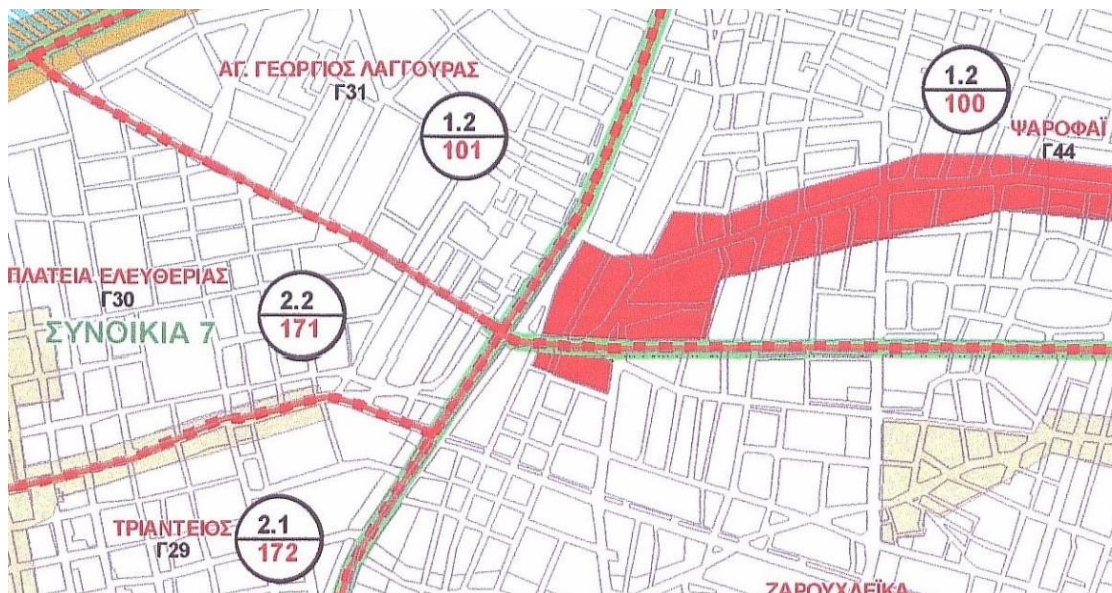 ΑΓ. ΓΕΩΡΓΙΟΣ ΛΑΓΓΟΥΡΑΣ
Γ31
1.2
101
1.2
100
ΨΑΡΟΦΑΪ
Γ44
ΠΛΑΤΕΙΑ ΕΛΕΥΘΕΡΙΑΣ
Γ30
ΣΥΝΟΙΚΙΑ 7
2.2
171
ΤΡΙΑΝΤΕΙΟΣ
Γ29
2.1
172
ΖΑΡΟΥΧΛΕΪΚΑ